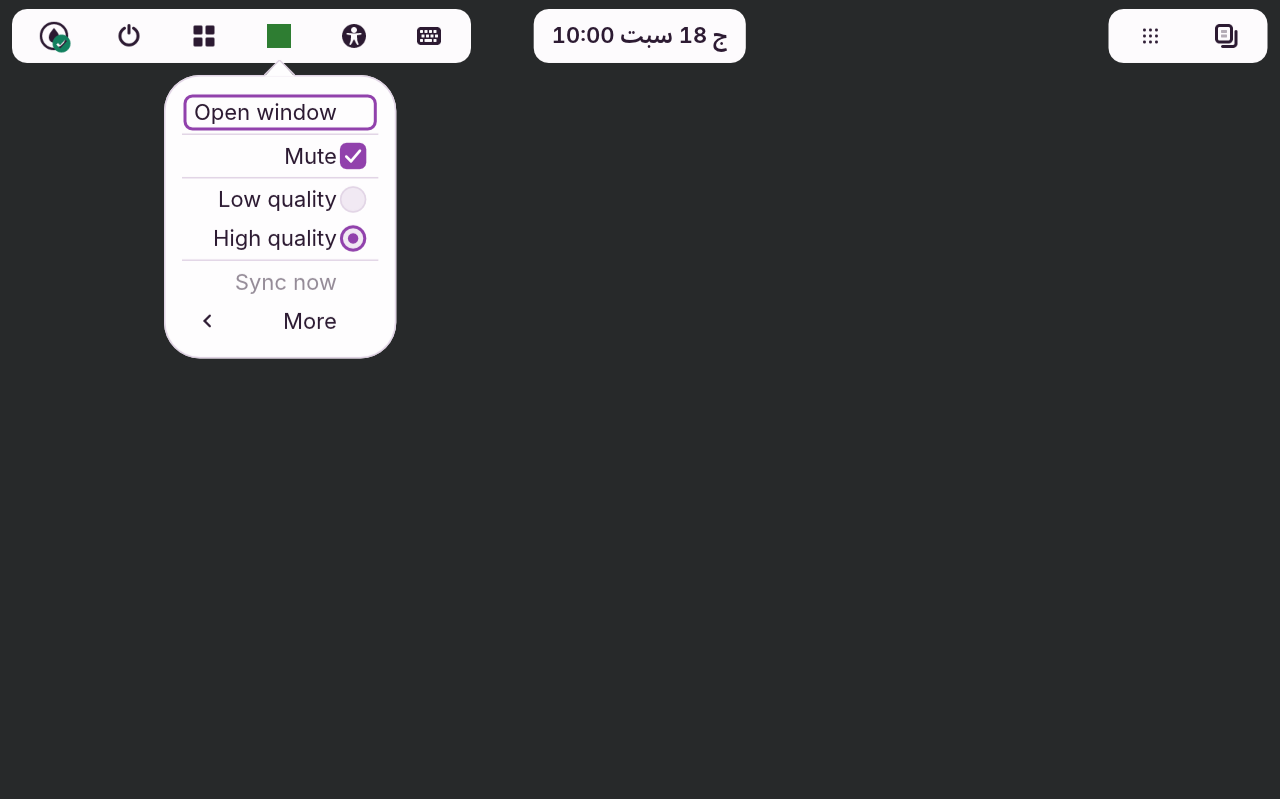 ج 18 سبت 10:00
Open window
Mute
Low quality
High quality
Sync now
More